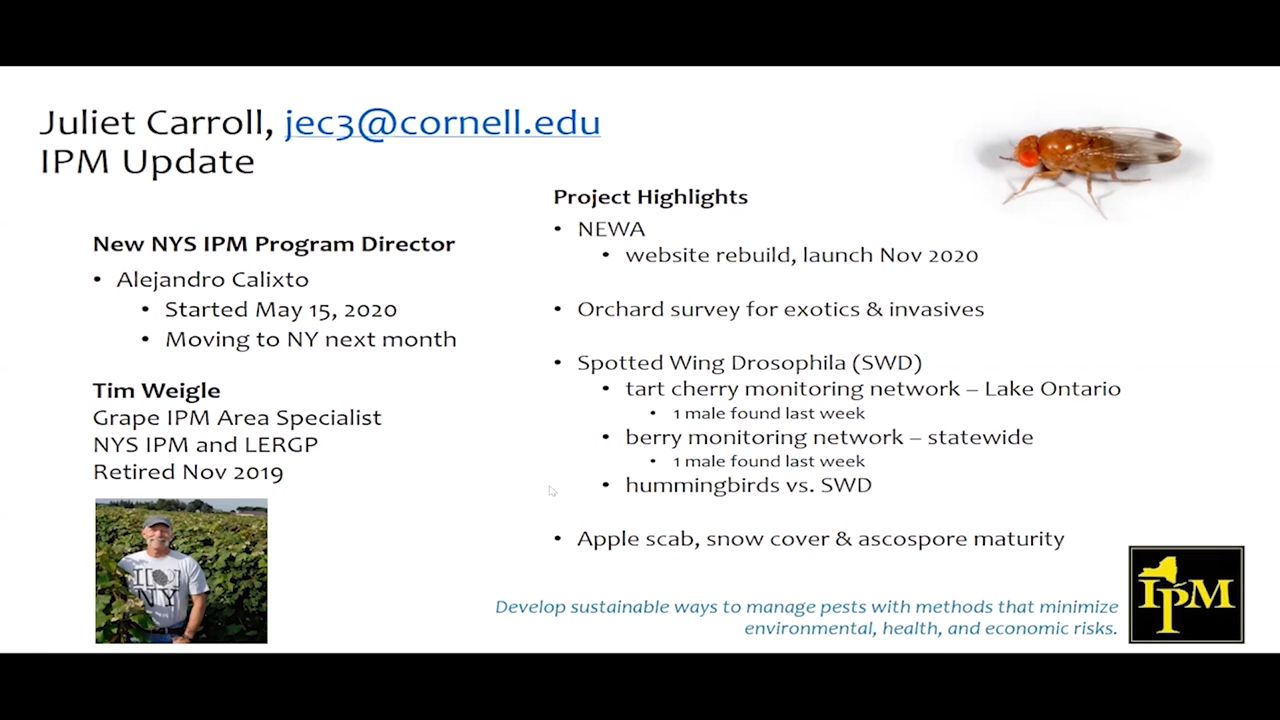 Juliet Carroll, jec3@cornell.edu
IPM Update
New NYS IPM Program Director
• Alejandro Calixto
• Started May 15, 2020
• Moving to NY next month
Tim Weigle
Grape IPM Area Specialist
NYS IPM and LERGP
Retired Nov 2019
I NY
Project Highlights
• NEWA
• website rebuild, launch Nov 2020
• Orchard survey for exotics & invasives
• Spotted Wing Drosophila (SWD)
• tart cherry monitoring network – Lake Ontario
• 1 male found last week
• berry monitoring network – statewide
• 1 male found last week
• hummingbirds vs. SWD
• Apple scab, snow cover & ascospore maturity
Develop sustainable ways to manage pests with methods that minimize
environmental, health, and economic risks.
IPM